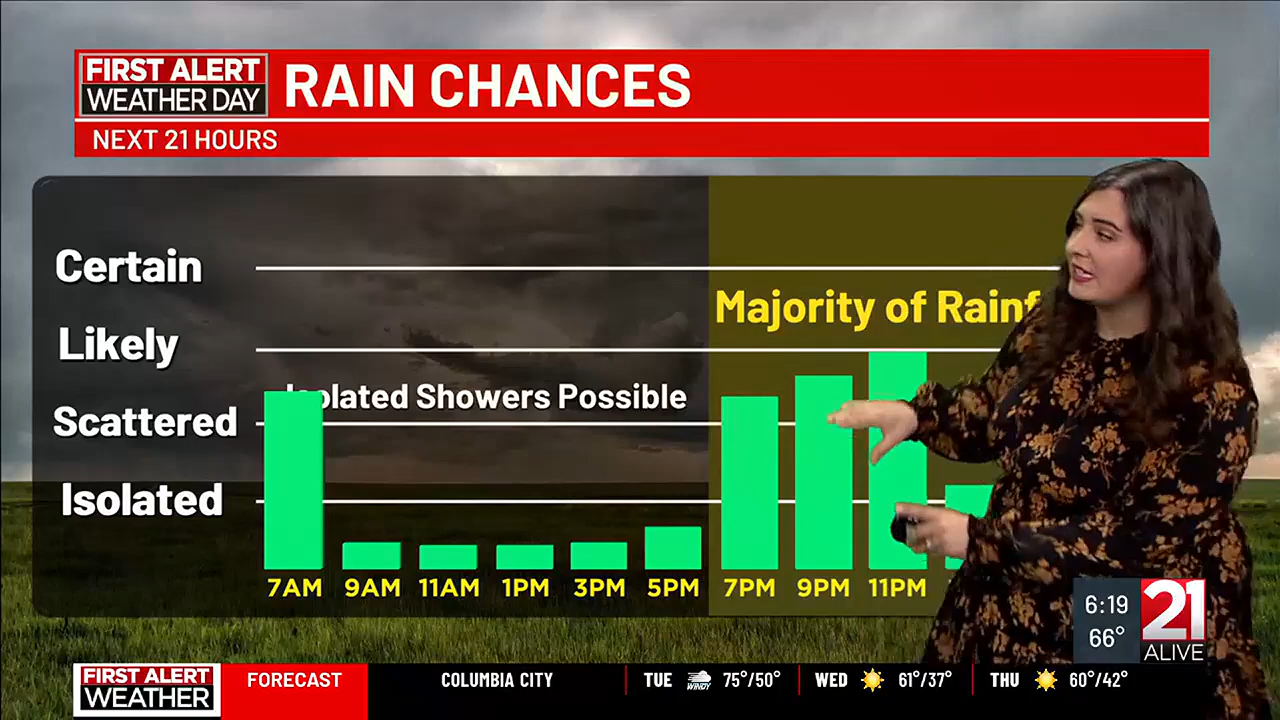 FIRST ALERT
WEATHER DAY
RAIN CHANCES
NEXT 21 HOURS
Certain
Majority of Rainf
Likely
Isolated Showers Possible
Scattered
Isolated
7AM 9AM 11AM 1PM 3PM 5PM 7PM 9PM 11PM
6:19
66°
21
ALIVE
FIRST ALERT
WEATHER
FORECAST
COLUMBIA CITY
TUE WINDY 75°/50°
WED 61°/37°
THU 60°/42°